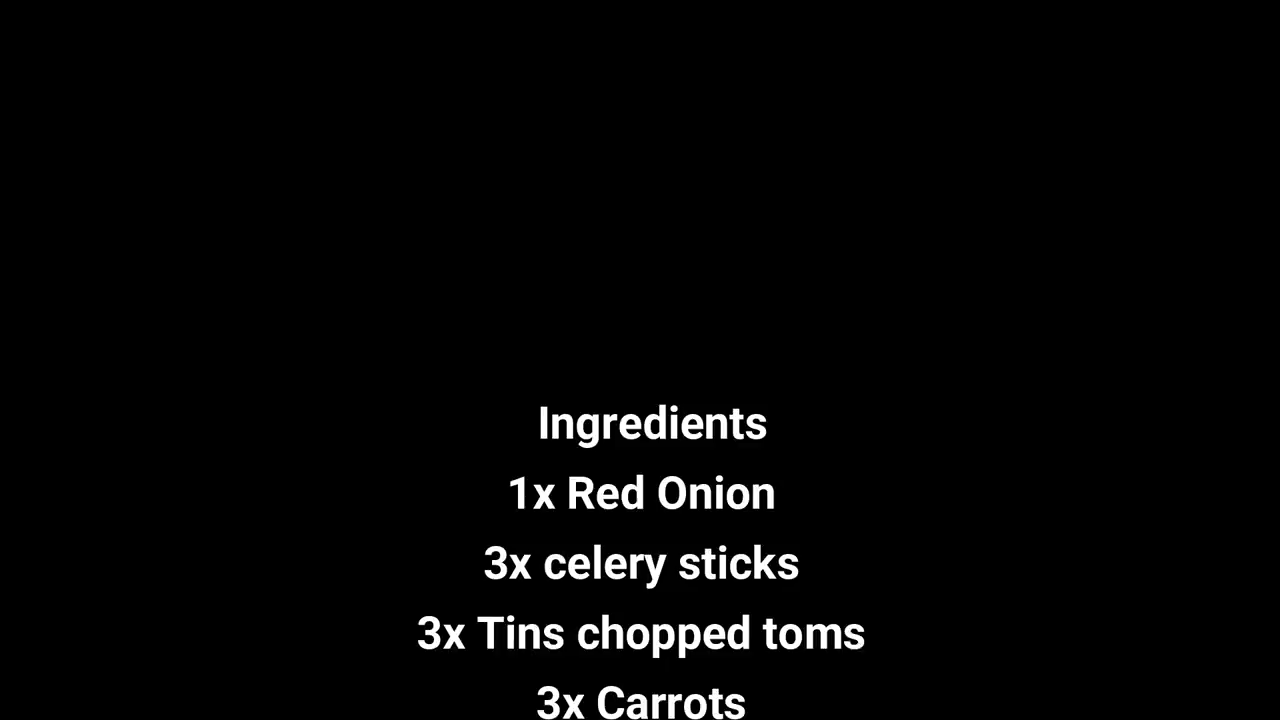 Ingredients
1x Red Onion
3x celery sticks
3x Tins chopped toms
3x Carrots